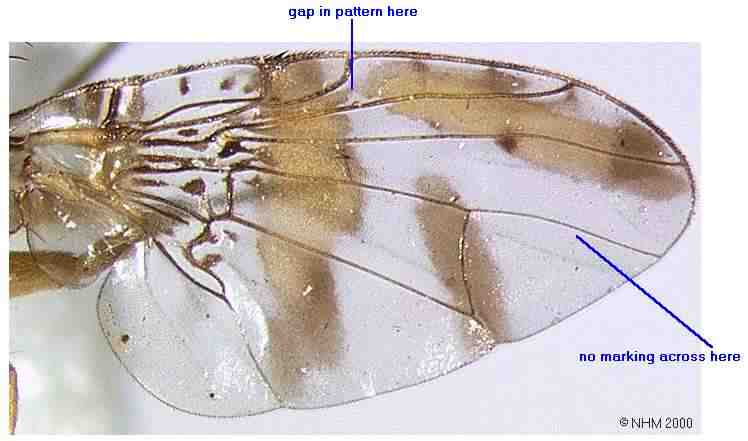 gap in pattern here
no marking across here
© NHM 2000